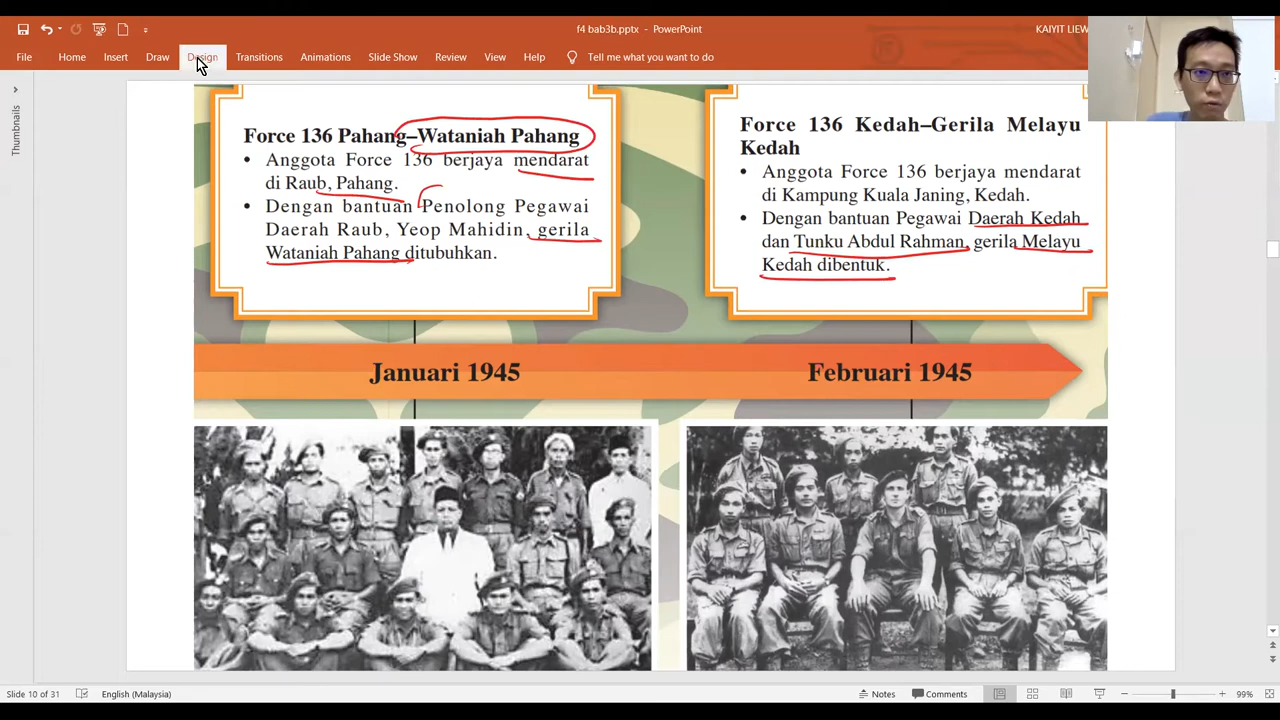 f4 bab3b.pptx - PowerPoint
KAIYIT LIEW
File Home Insert Draw Design Transitions Animations Slide Show Review View Help Tell me what you want to do
Thumbnails
Force 136 Pahang–Wataniah Pahang
• Anggota Force 136 berjaya mendarat
di Raub, Pahang.
• Dengan bantuan Penolong Pegawai
Daerah Raub, Yeop Mahidin, gerila
Wataniah Pahang ditubuhkan.
Force 136 Kedah–Gerila Melayu
Kedah
• Anggota Force 136 berjaya mendarat
di Kampung Kuala Janing, Kedah.
• Dengan bantuan Pegawai Daerah Kedah
dan Tunku Abdul Rahman, gerila Melayu
Kedah dibentuk.
Januari 1945
Februari 1945
Slide 10 of 31 English (Malaysia) Notes Comments 99%